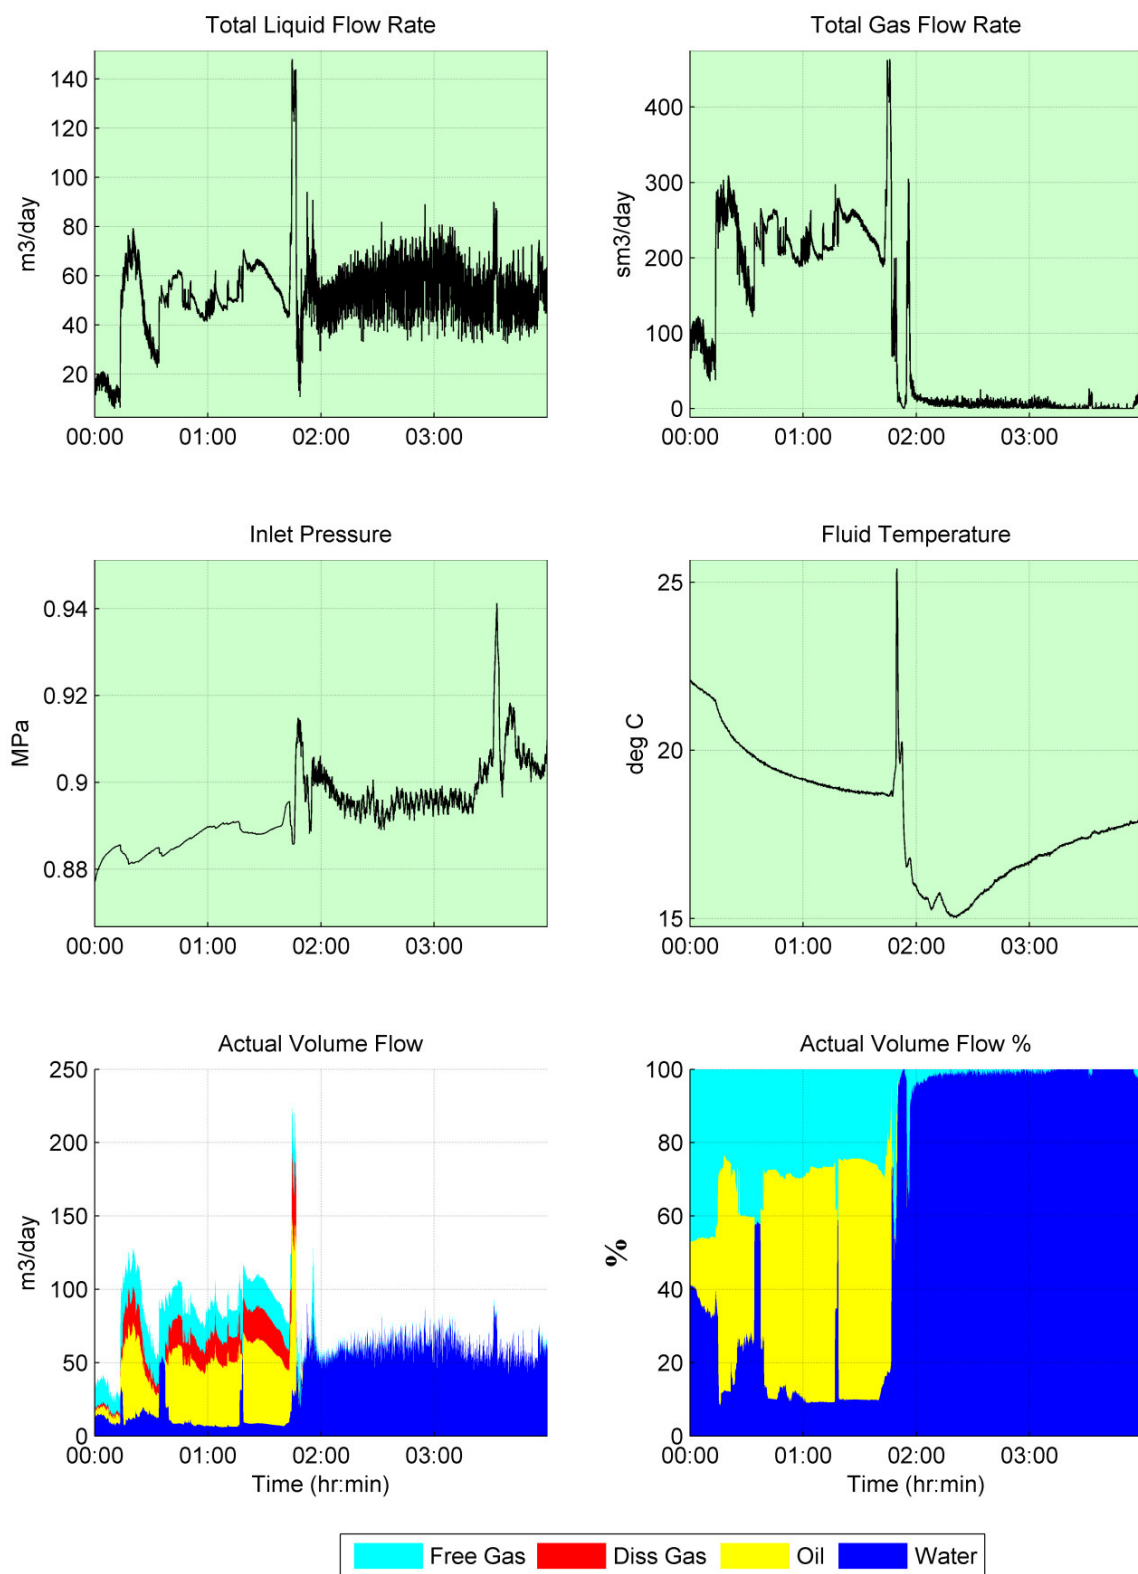 Total Liquid Flow Rate
m3/day
140
120
100
80
60
40
20
00:00 01:00 02:00 03:00
Total Gas Flow Rate
sm3/day
400
300
200
100
0
00:00 01:00 02:00 03:00
Inlet Pressure
MPa
0.94
0.92
0.9
0.88
00:00 01:00 02:00 03:00
Fluid Temperature
deg C
25
20
15
00:00 01:00 02:00 03:00
Actual Volume Flow
m3/day
250
200
150
100
50
0
00:00 01:00 02:00 03:00
Time (hr:min)
Actual Volume Flow %
%
100
80
60
40
20
0
00:00 01:00 02:00 03:00
Time (hr:min)
Free Gas Diss Gas Oil Water